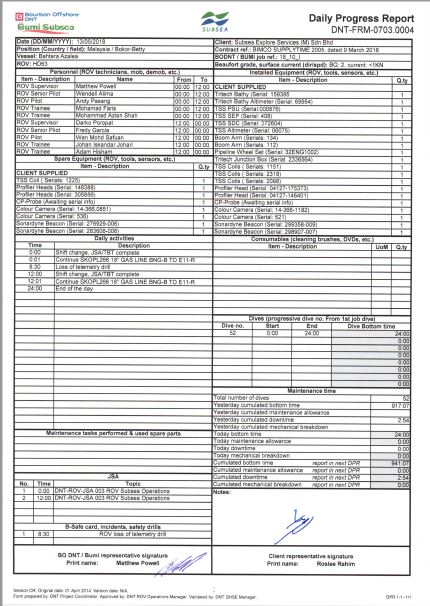 Bourbon Offshore
DNT
Bumi Subsea
SUBSEA
Daily Progress Report
DNT-FRM-0703.0004
Date (DD/MM/YYYY): 13/05/2018
Client: Subsea Explore Services (M) Sdn Bhd
Position (Country / field): Malaysia / Bokor-Betty
Contract ref.: BIMCO SUPPLYTIME 2005, dated 9 March 2018
Vessel: Bahtera Azalea
BODNT / BUMI job ref.: 18_10_I
ROV: HD63
Beaufort grade, surface current (dir/spd): BG: 2, current: <1KN
Personnel (ROV technicians, mob, demob, etc.)
Installed Equipment (ROV, tools, sensors, etc.)
Item - Description Name From To
Item - Description Q.ty
ROV Supervisor Matthew Powell 00:00 12:00
CLIENT SUPPLIED
ROV Senior Pilot Wendell Alima 00:00 12:00
Tritech Bathy (Serial: 159385 1
ROV Pilot Andy Pasang 00:00 12:00
Tritech Bathy Altimeter (Serial: 69954) 1
ROV Trainee Mohamad Faris 00:00 12:00
TSS PSU (Serial:000876) 1
ROV Trainee Mohammad Azlan Shah 00:00 12:00
TSS SEP (Serial: 408) 1
ROV Supervisor Darko Poropat 12:00 00:00
TSS SDC (Serial: 372604) 1
ROV Senior Pilot Fredy Garcia 12:00 00:00
TSS Altimeter (Serial: 06075) 1
ROV Pilot Wan Mohd Safuan 12:00 00:00
Boom Arm (Serial: 134) 1
ROV Trainee Johan Iskandar Johari 12:00 00:00
Boom Arm (Serial: 112) 1
ROV Trainee Adam Hisham 12:00 00:00
Pipeline Wheel Set (Serial: 32ENG1002) 1
Spare Equipment (ROV, tools, sensors, etc.)
Tritech Junction Box (Serial: 2336564) 1
Item - Description Q.ty
TSS Coils (Serial: 1151) 1
CLIENT SUPPLIED
TSS Coils (Serial: 2318) 1
TSS Coil (Serial: 1225) 1
TSS Coils (Serial: 2098) 1
Profiler Heads (Serial: 146388) 1
Profiler Head (Serial: 04127-175373) 1
Profiler Heads (Serial: 305856) 1
Profiler Head (Serial: 04127-146401) 1
CP-Probe (Awaiting serial info) 1
CP-Probe (Awaiting serial info) 1
Colour Camera (Serial: 14-366.0851) 1
Colour Camera (Serial: 14-366-1182) 1
Colour Camera (Serial: 536) 1
Colour Camera (Serial: 521) 1
Sonardyne Beacon (Serial: 276929-006) 1
Sonardyne Beacon (Serial: 299358-009) 1
Sonardyne Beacon (Serial: 283608-008) 1
Sonardyne Beacon (Serial: 298907-007) 1
Daily activities
Consumables (cleaning brushes, DVDs, etc.)
Time Description
Item - Description UoM Q.ty
0:00 Shift change, JSA/TBT complete
0:01 Continue SKOPL266 18" GAS LINE BNG-B TO E11-R
8:30 Loss of telemetry drill
12:00 Shift change, JSA/TBT complete
12:01 Continue SKOPL266 18" GAS LINE BNG-B TO E11-R
24:00 End of the day
Dives (progressive dive no. From 1st job dive)
Dive no. Start End Dive Bottom time
52 0:00 24:00 24:00
0:00
0:00
0:00
0:00
0:00
0:00
0:00
Maintenance time
Total number of dives 52
Yesterday cumulated bottom time 917:07
Yesterday cumulated maintenance allowance
Yesterday cumulated downtime 2:54
Yesterday cumulated mechanical breakdown
Maintenance tasks performed & used spare parts
Today bottom time 24:00
Today maintenance allowance 0:00
Today downtime 0:00
Today mechanical breakdown 0:00
Cumulated bottom time report in next DPR 941:07
Cumulated maintenance allowance report in next DPR 0:00
Cumulated downtime report in next DPR 2:54
Cumulated mechanical breakdown report in next DPR 0:00
JSA
No. Time Topic
Notes:
1 0:00 DNT-ROV-JSA 003 ROV Subsea Operations
2 12:00 DNT-ROV-JSA 003 ROV Subsea Operations
B-Safe card, incidents, safety drills
1 8:30 ROV loss of telemetry drill
BO DNT / Bumi representative signature
Client representative signature
Print name: Matthew Powell
Print name: Roslee Rahim
Version OR. Original date: 01 April 2014. Version date: N/A.
Form prepared by: DNT Project Coordinator. Approved by: DNT ROV Operations Manager. Validated by: DNT QHSE Manager.
DPR 1-1-1/1